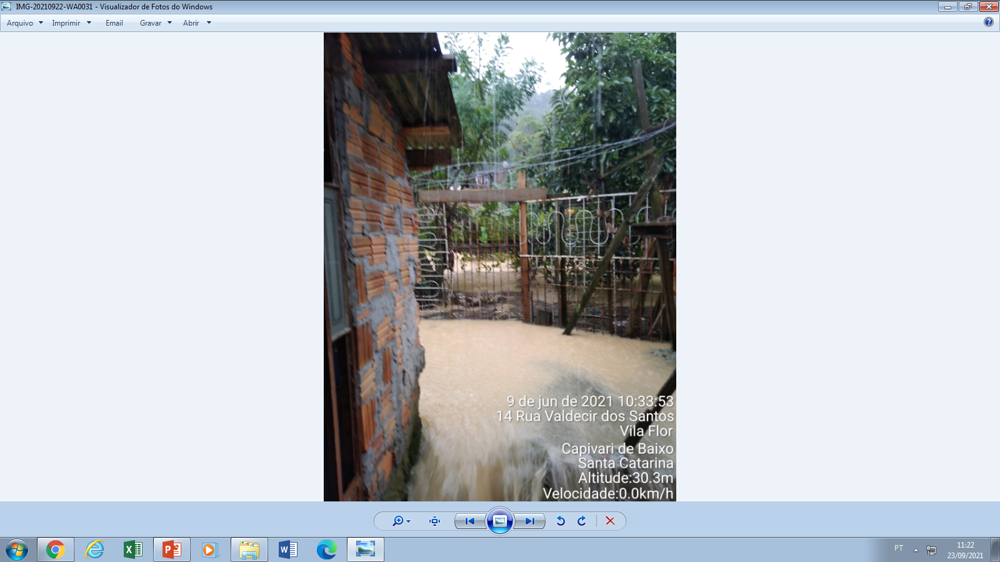 IMG-20210922-WA0031 - Visualizador de Fotos do Windows
Arquivo Imprimir Email Gravar Abrir
9 de jun de 2021 10:33:53
14 Rua Valdecir dos Santos
Vila Flor
Capivari de Baixo
Santa Catarina
Altitude:30.3m
Velocidade:0.0km/h
PT
11:22
23/09/2021